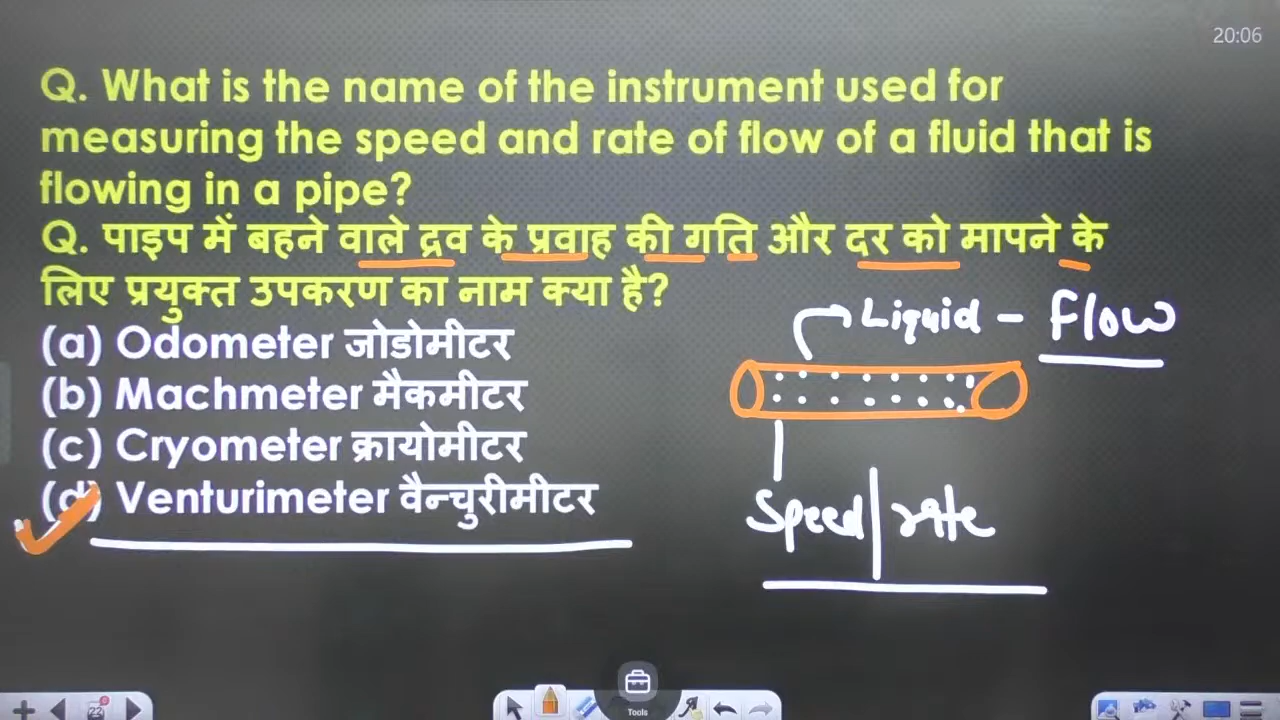 20:06
Q. What is the name of the instrument used for
measuring the speed and rate of flow of a fluid that is
flowing in a pipe?
Q. पाइप में बहने वाले द्रव के प्रवाह की गति और दर को मापने के
लिए प्रयुक्त उपकरण का नाम क्या है?
(a) Odometer जोडोमीटर
(b) Machmeter मैकमीटर
(c) Cryometer क्रायोमीटर
(d) Venturimeter वैन्चुरीमीटर
Liquid - Flow
Speed | rate
22
Tools